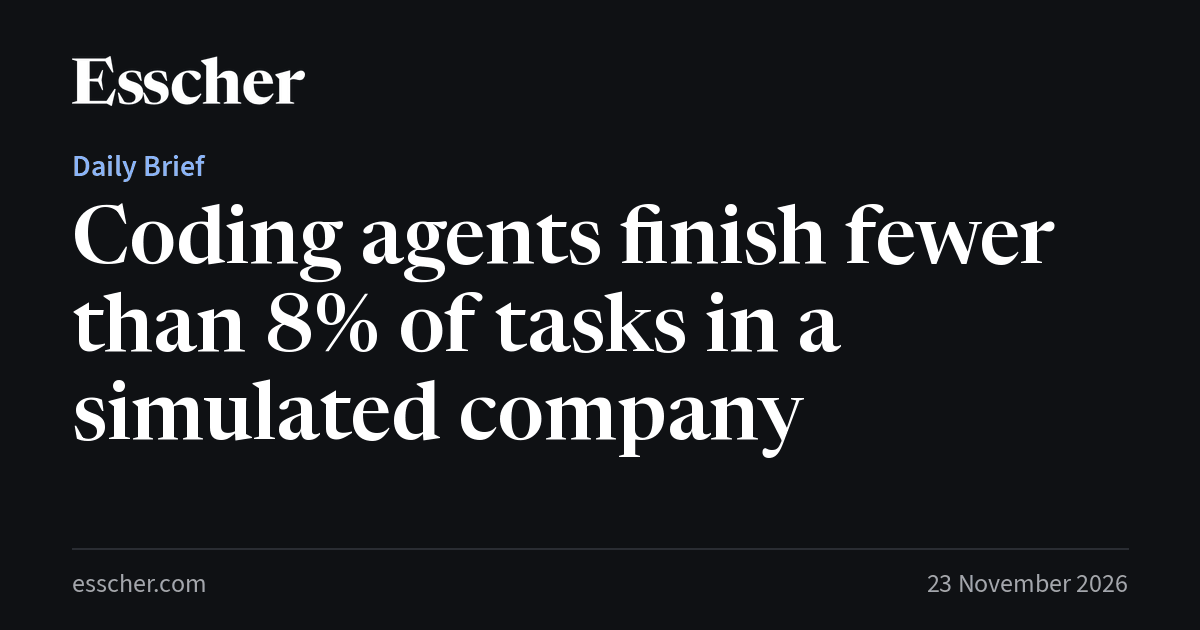 Esscher
Daily Brief
Coding agents finish fewer
than 8% of tasks in a
simulated company
esscher.com
23 November 2026